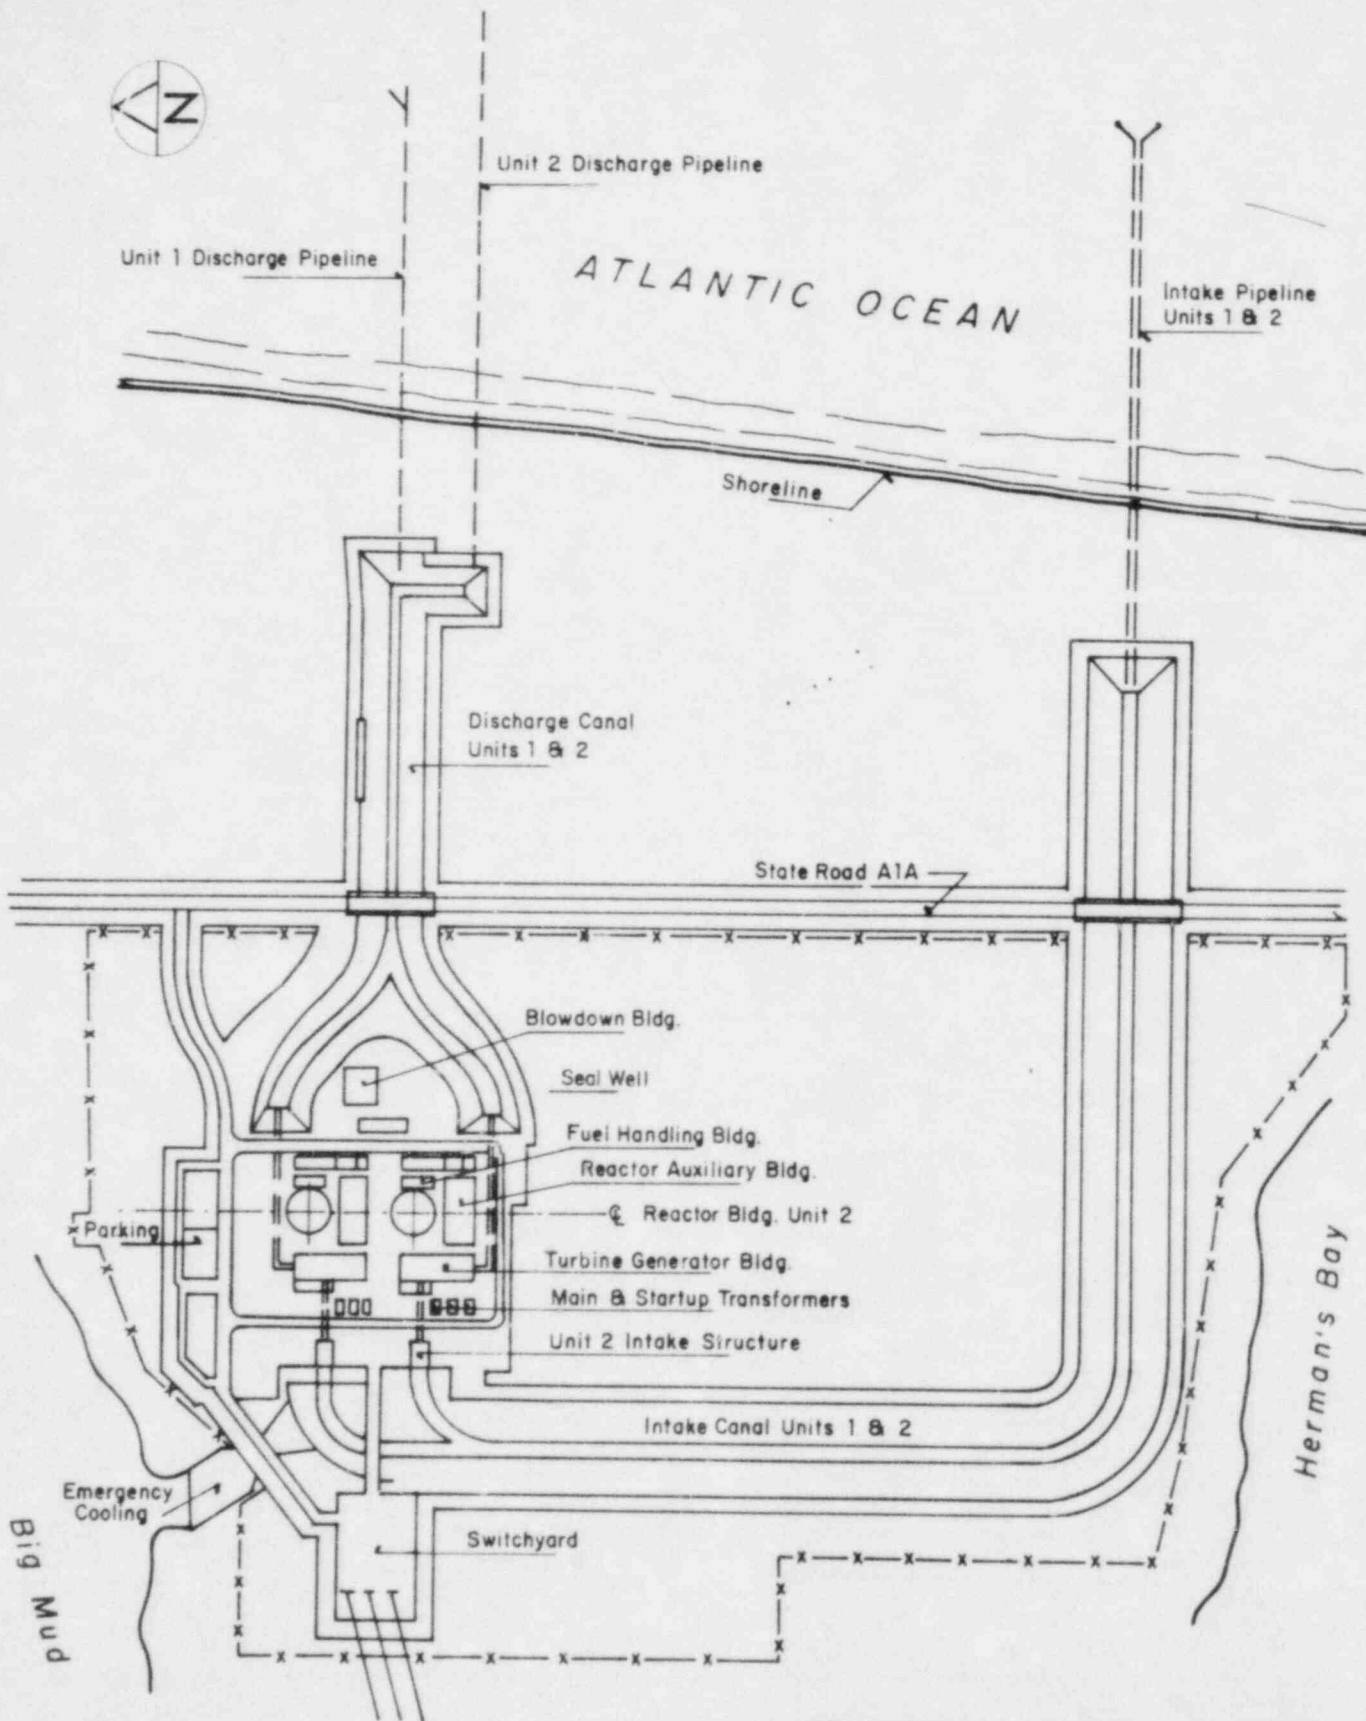 N
Unit 2 Discharge Pipeline
Unit 1 Discharge Pipeline
ATLANTIC OCEAN
Intake Pipeline
Units 1 & 2
Shoreline
Discharge Canal
Units 1 & 2
State Road A1A
Blowdown Bldg.
Seal Well
Fuel Handling Bldg.
Reactor Auxiliary Bldg.
℄ Reactor Bldg. Unit 2
Parking
Turbine Generator Bldg.
Main & Startup Transformers
Unit 2 Intake Structure
Herman's Bay
Intake Canal Units 1 & 2
Emergency
Cooling
Switchyard
Big Mud